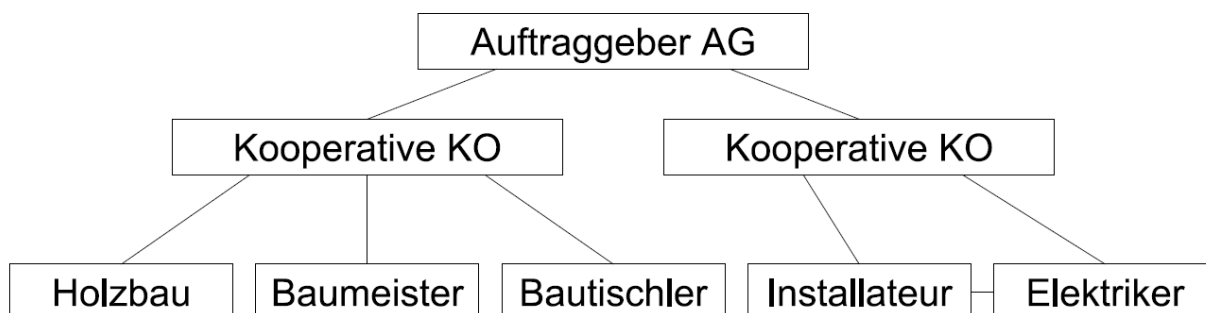 Auftraggeber AG
Kooperative KO
Kooperative KO
Holzbau
Baumeister
Bautischler
Installateur
Elektriker